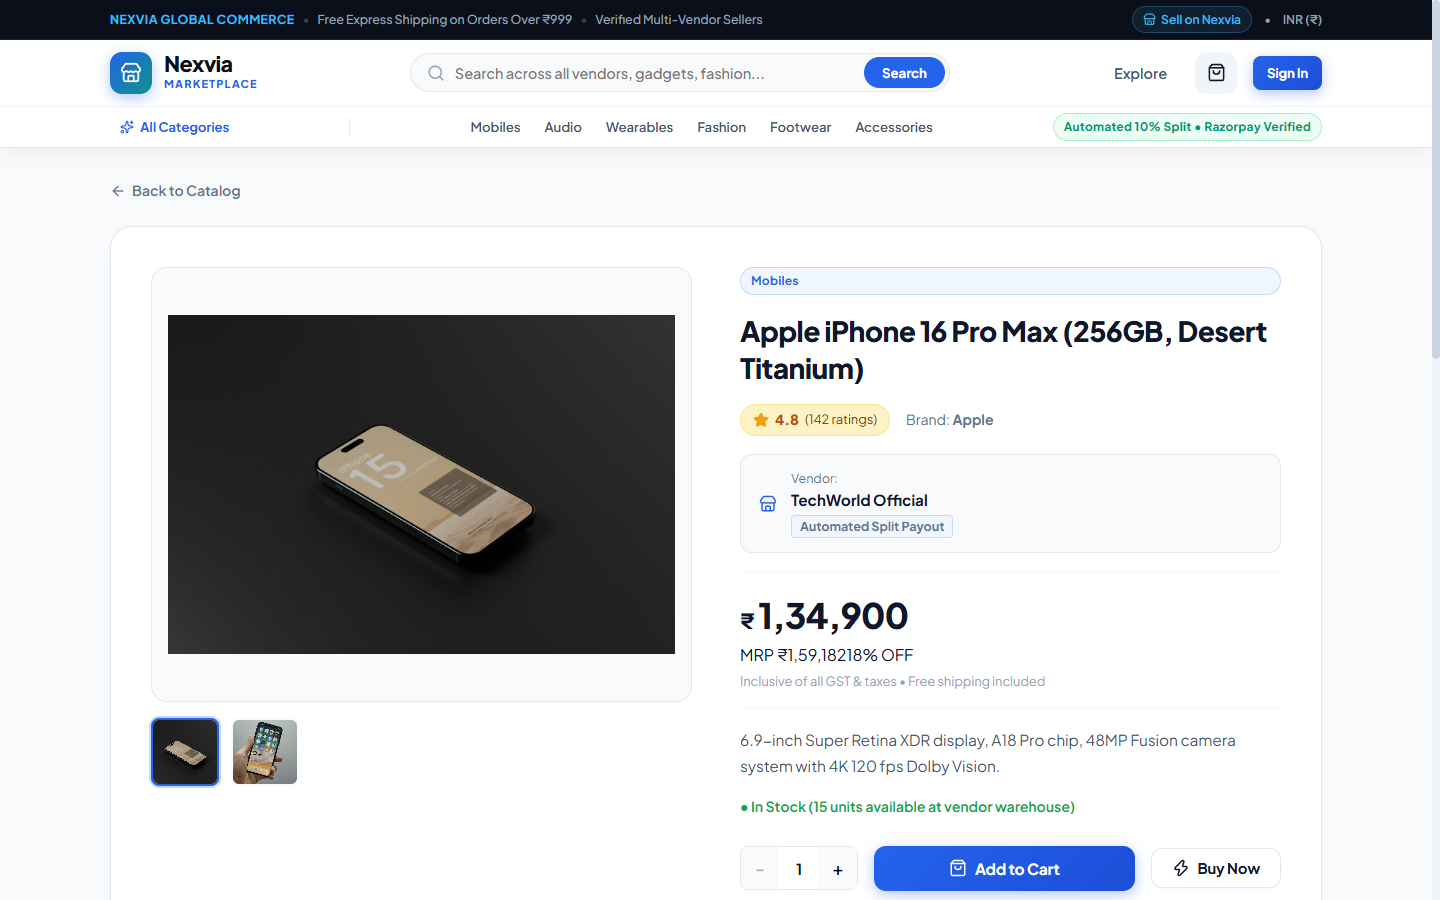 NEXVIA GLOBAL COMMERCE • Free Express Shipping on Orders Over ₹999 • Verified Multi-Vendor Sellers
Sell on Nexvia • INR (₹)
Nexvia
MARKETPLACE
Search across all vendors, gadgets, fashion...
Search
Explore
Sign In
All Categories
Mobiles Audio Wearables Fashion Footwear Accessories
Automated 10% Split • Razorpay Verified
Back to Catalog
iPhone
15
Mobiles
Apple iPhone 16 Pro Max (256GB, Desert
Titanium)
4.8 (142 ratings)
Brand: Apple
Vendor:
TechWorld Official
Automated Split Payout
₹1,34,900
MRP ₹1,59,18218% OFF
Inclusive of all GST & taxes • Free shipping included
6.9-inch Super Retina XDR display, A18 Pro chip, 48MP Fusion camera
system with 4K 120 fps Dolby Vision.
● In Stock (15 units available at vendor warehouse)
- 1 +
Add to Cart
Buy Now